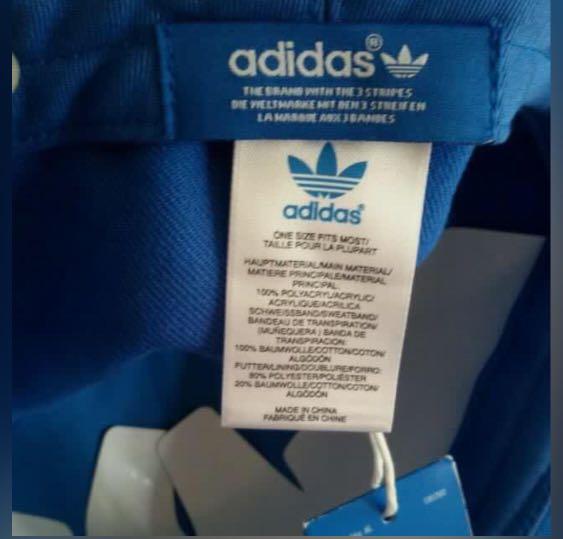 adidas®
THE BRAND WITH THE 3 STRIPES
DIE WELTMARKE MIT DEN 3 STREIFEN
LA MARQUE AUX 3 BANDES
adidas®
ONE SIZE FITS MOST/
TAILLE POUR LA PLUPART
HAUPTMATERIAL/MAIN MATERIAL/
MATIERE PRINCIPALE/MATERIAL
PRINCIPAL:
100% POLYACRYL/ACRYLIC/
ACRYLIQUE/ACRILICA
SCHWEISSBAND/SWEATBAND/
BANDEAU DE TRANSPIRATION/
(MUÑEQUERA) BANDA DE
TRANSPIRACION:
100% BAUMWOLLE/COTTON/COTON/
ALGODÓN
FUTTER/LINING/DOUBLURE/FORRO:
80% POLYESTER/POLIÉSTER
20% BAUMWOLLE/COTTON/COTON/
ALGODÓN
MADE IN CHINA
FABRIQUÉ EN CHINE